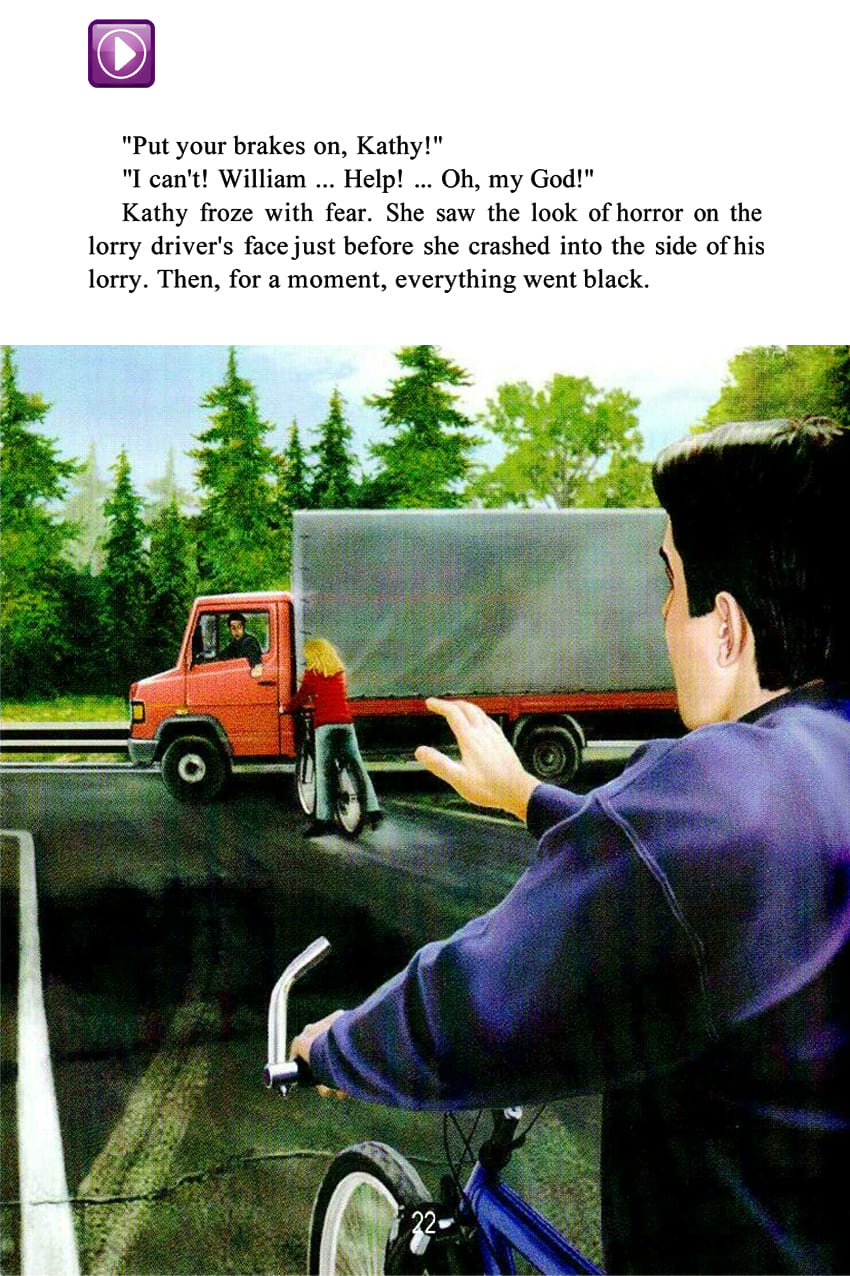 "Put your brakes on, Kathy!"
"I can't! William ... Help! ... Oh, my God!"
Kathy froze with fear. She saw the look of horror on the
lorry driver's face just before she crashed into the side of his
lorry. Then, for a moment, everything went black.
22